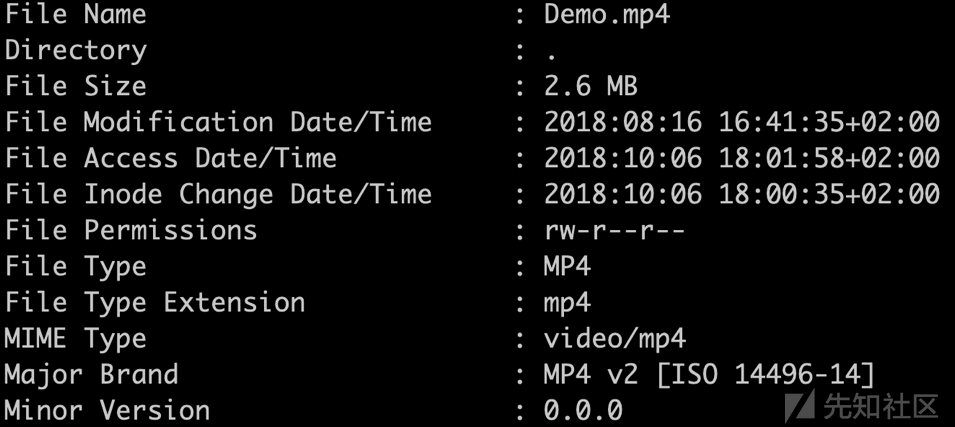 File Name : Demo.mp4
Directory : .
File Size : 2.6 MB
File Modification Date/Time : 2018:08:16 16:41:35+02:00
File Access Date/Time : 2018:10:06 18:01:58+02:00
File Inode Change Date/Time : 2018:10:06 18:00:35+02:00
File Permissions : rw-r--r--
File Type : MP4
File Type Extension : mp4
MIME Type : video/mp4
Major Brand : MP4 v2 [ISO 14496-14]
Minor Version : 0.0.0
先知社区